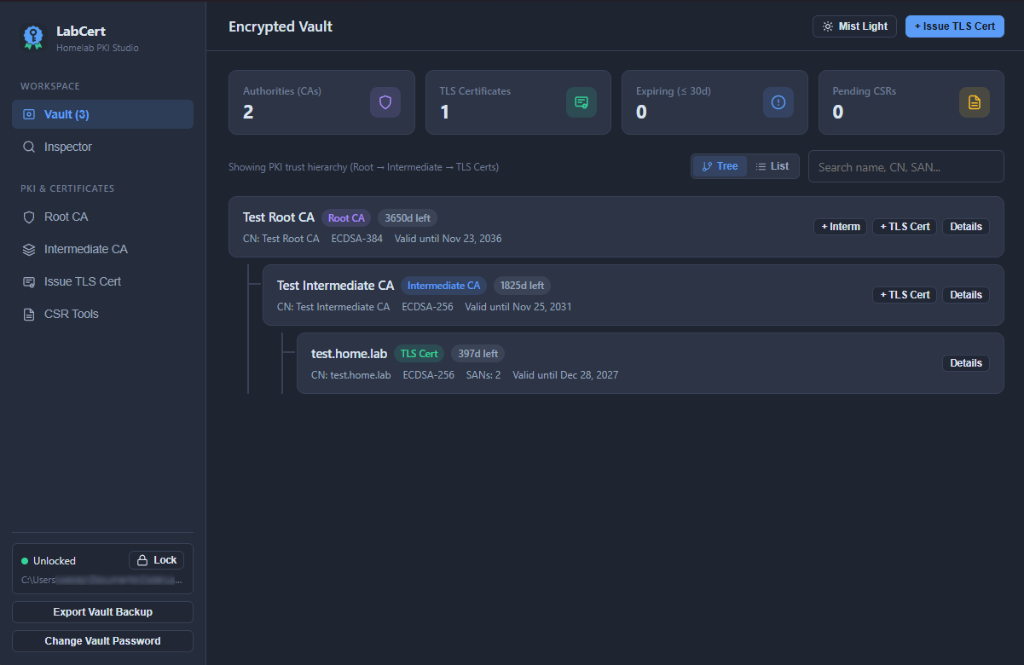 LabCert
Homelab PKI Studio
WORKSPACE
Vault (3)
Inspector
PKI & CERTIFICATES
Root CA
Intermediate CA
Issue TLS Cert
CSR Tools
Unlocked
Lock
C:\Users
Export Vault Backup
Change Vault Password
Encrypted Vault
Mist Light
+ Issue TLS Cert
Authorities (CAs)
2
TLS Certificates
1
Expiring (≤ 30d)
0
Pending CSRs
0
Showing PKI trust hierarchy (Root → Intermediate → TLS Certs)
Tree
List
Search name, CN, SAN...
Test Root CA Root CA 3650d left
CN: Test Root CA ECDSA-384 Valid until Nov 23, 2036
+ Interm + TLS Cert Details
Test Intermediate CA Intermediate CA 1825d left
CN: Test Intermediate CA ECDSA-256 Valid until Nov 25, 2031
+ TLS Cert Details
test.home.lab TLS Cert 397d left
CN: test.home.lab ECDSA-256 SANs: 2 Valid until Dec 28, 2027
Details